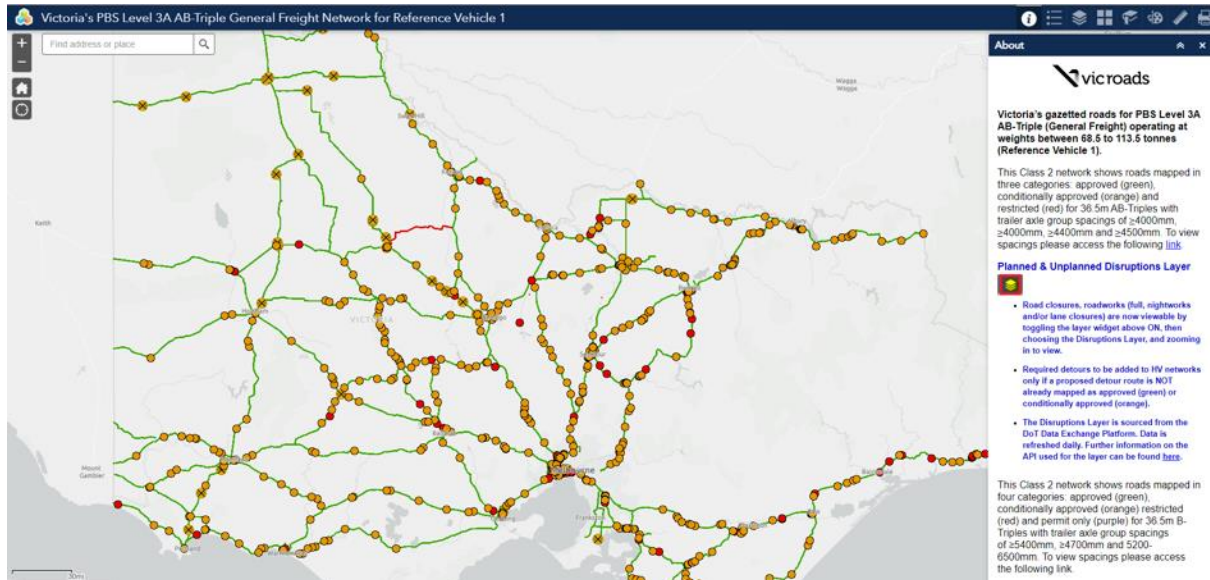 Victoria's PBS Level 3A AB-Triple General Freight Network for Reference Vehicle 1
Find address or place
About
vicroads
Victoria's gazetted roads for PBS Level 3A
AB-Triple (General Freight) operating at
weights between 68.5 to 113.5 tonnes
(Reference Vehicle 1).
This Class 2 network shows roads mapped in
three categories: approved (green),
conditionally approved (orange) and
restricted (red) for 36.5m AB-Triples with
trailer axle group spacings of ≥4000mm,
≥4000mm, ≥4400mm and ≥4500mm. To view
spacings please access the following link
Planned & Unplanned Disruptions Layer
Road closures, roadworks (full, nightworks
and/or lane closures) are now viewable by
toggling the layer widget above ON, then
choosing the Disruptions Layer, and zooming
in to view.
Required detours to be added to HV networks
only if a proposed detour route is NOT
already mapped as approved (green) or
conditionally approved (orange).
The Disruptions Layer is sourced from the
DoT Data Exchange Platform. Data is
refreshed daily. Further information on the
API used for the layer can be found here.
This Class 2 network shows roads mapped in
four categories: approved (green),
conditionally approved (orange) restricted
(red) and permit only (purple) for 36.5m B-
Triples with trailer axle group spacings
of ≥5400mm, ≥4700mm and 5200-
6500mm. To view spacings please access
the following link.
Wagga
Wagga
Keith
VICTORIA
Mount
Gambier
30mi